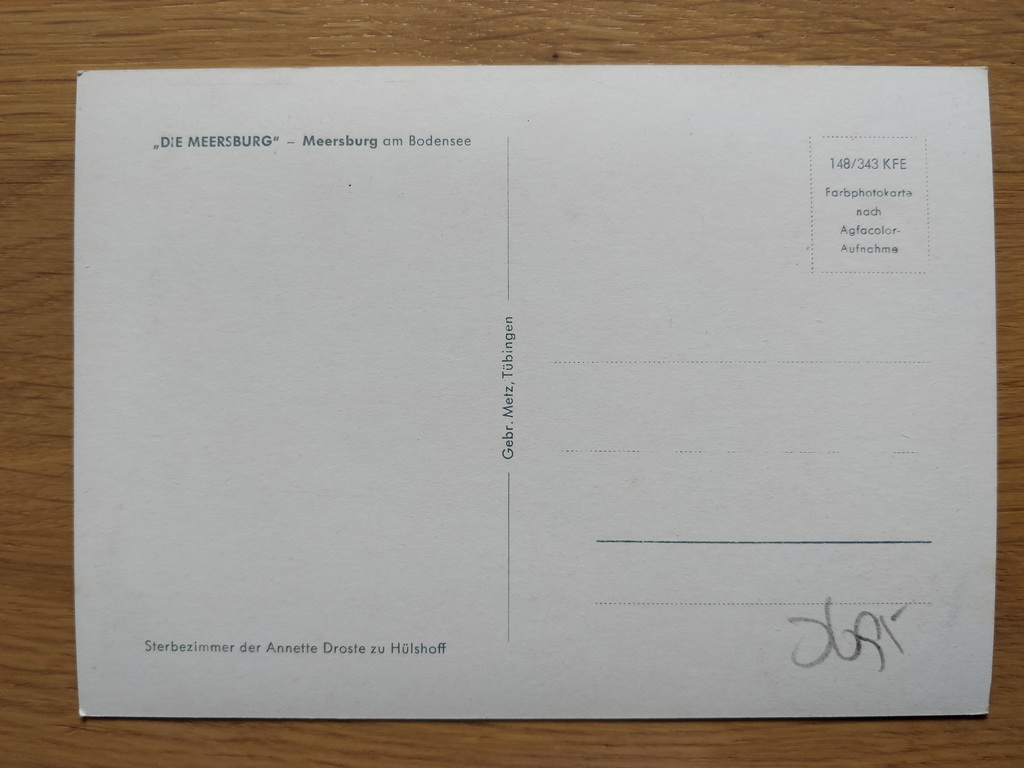 „DIE MEERSBURG“ – Meersburg am Bodensee
Sterbezimmer der Annette Droste zu Hülshoff
Gebr. Metz, Tübingen
148/343 KFE
Farbphotokarte
nach
Agfacolor-
Aufnahme